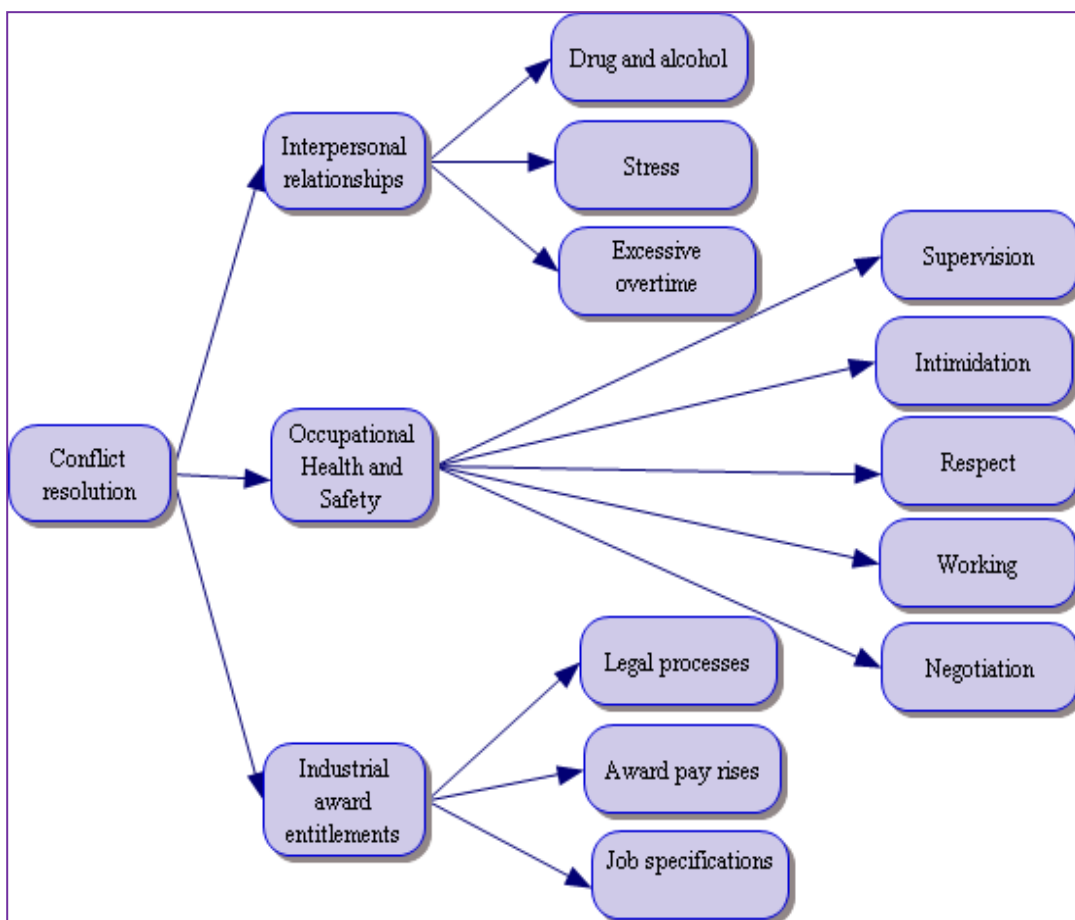 Drug and alcohol
Interpersonal
relationships
Stress
Excessive
overtime
Supervision
Intimidation
Occupational
Health and
Safety
Conflict
resolution
Respect
Working
Negotiation
Legal processes
Industrial
award
entitlements
Award pay rises
Job specifications